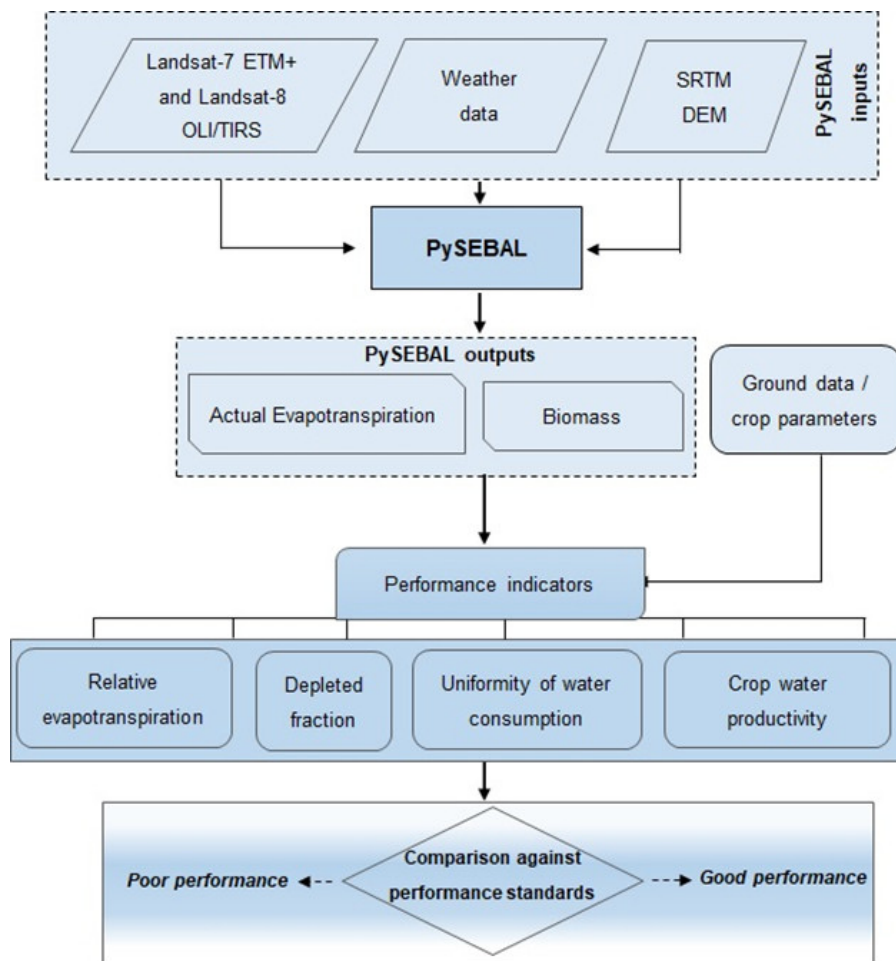 Landsat-7 ETM+
and Landsat-8
OLI/TIRS
Weather
data
SRTM
DEM
PySEBAL
inputs
PySEBAL
PySEBAL outputs
Actual Evapotranspiration
Biomass
Ground data /
crop parameters
Performance indicators
Relative
evapotranspiration
Depleted
fraction
Uniformity of water
consumption
Crop water
productivity
Comparison against
performance standards
Poor performance
Good performance